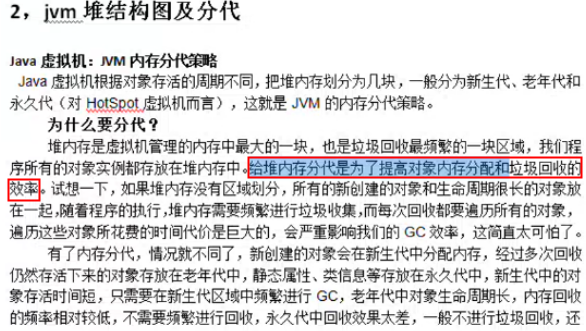 2，jvm 堆结构图及分代
Java 虚拟机：JVM 内存分代策略
Java 虚拟机根据对象存活的周期不同，把堆内存划分为几块，一般分为新生代、老年代和
永久代（对 HotSpot 虚拟机而言），这就是 JVM 的内存分代策略。
为什么要分代？
堆内存是虚拟机管理的内存中最大的一块，也是垃圾回收最频繁的一块区域，我们程
序所有的对象实例都存放在堆内存中。给堆内存分代是为了提高对象内存分配和垃圾回收的
效率。试想一下，如果堆内存没有区域划分，所有的新创建的对象和生命周期很长的对象放
在一起，随着程序的执行，堆内存需要频繁进行垃圾收集，而每次回收都要遍历所有的对象，
遍历这些对象所花费的时间代价是巨大的，会严重影响我们的 GC 效率，这简直太可怕了。
有了内存分代，情况就不同了，新创建的对象会在新生代中分配内存，经过多次回收
仍然存活下来的对象存放在老年代中，静态属性、类信息等存放在永久代中，新生代中的对
象存活时间短，只需要在新生代区域中频繁进行 GC，老年代中对象生命周期长，内存回收
的频率相对较低，不需要频繁进行回收，永久代中回收效果太差，一般不进行垃圾回收，还